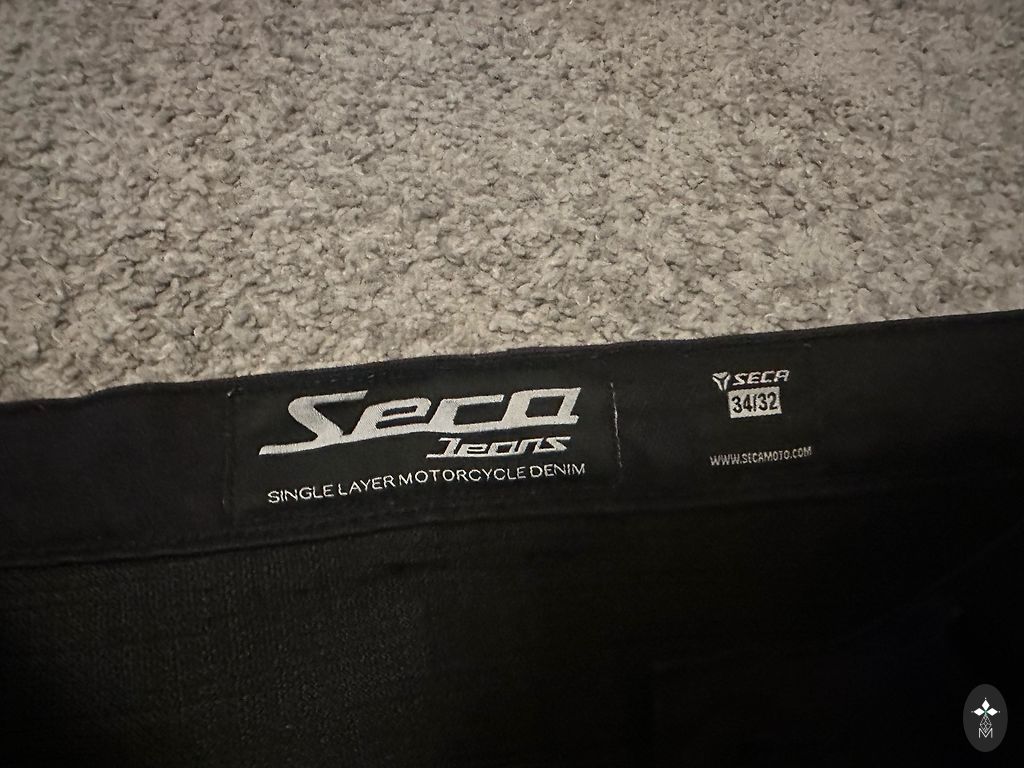 Seca
Jeans
SINGLE LAYER MOTORCYCLE DENIM
SECA
34/32
WWW.SECAMOTO.COM
M